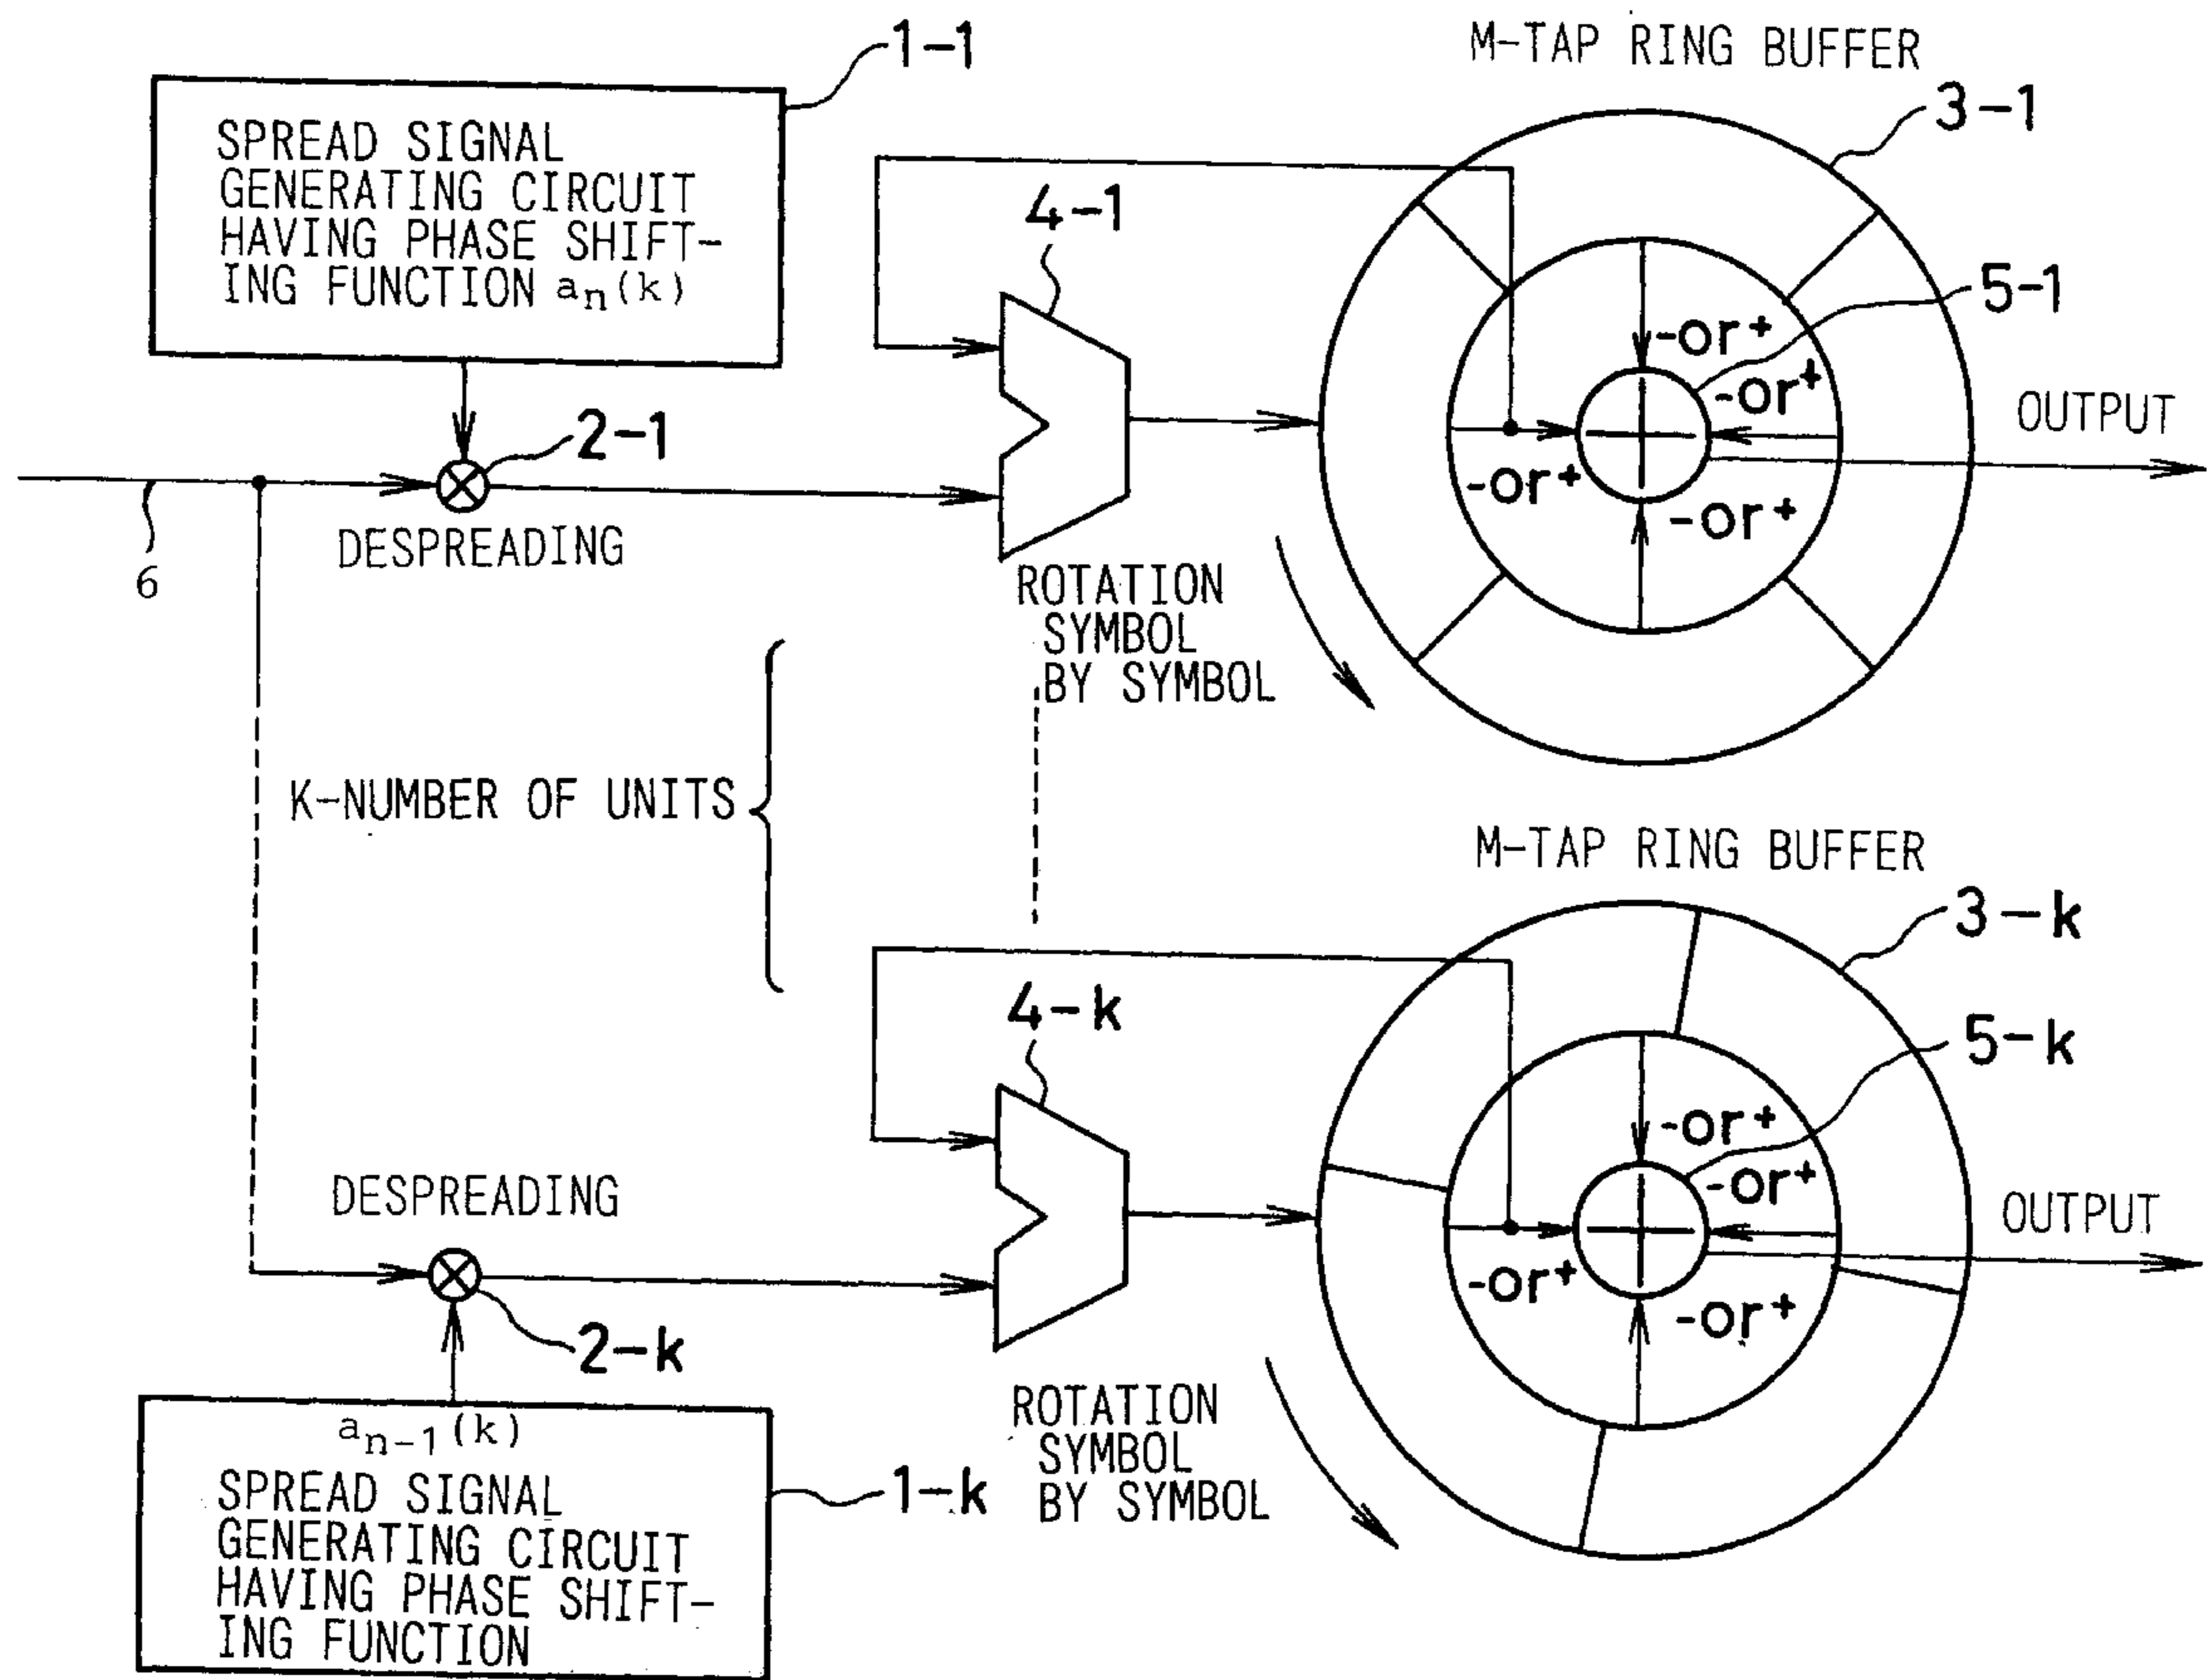 1-1
M-TAP RING BUFFER
3-1
SPREAD SIGNAL
GENERATING CIRCUIT
HAVING PHASE SHIFT-
ING FUNCTION aₙ(k)
4-1
5-1
-or+
-or+
OUTPUT
2-1
-or+
-or+
DESPREADING
6
ROTATION
SYMBOL
BY SYMBOL
K-NUMBER OF UNITS
M-TAP RING BUFFER
3-k
4-k
5-k
-or+
-or+
DESPREADING
OUTPUT
-or+
-or+
2-k
ROTATION
SYMBOL
BY SYMBOL
aₙ₋₁(k)
1-k
SPREAD SIGNAL
GENERATING CIRCUIT
HAVING PHASE SHIFT-
ING FUNCTION